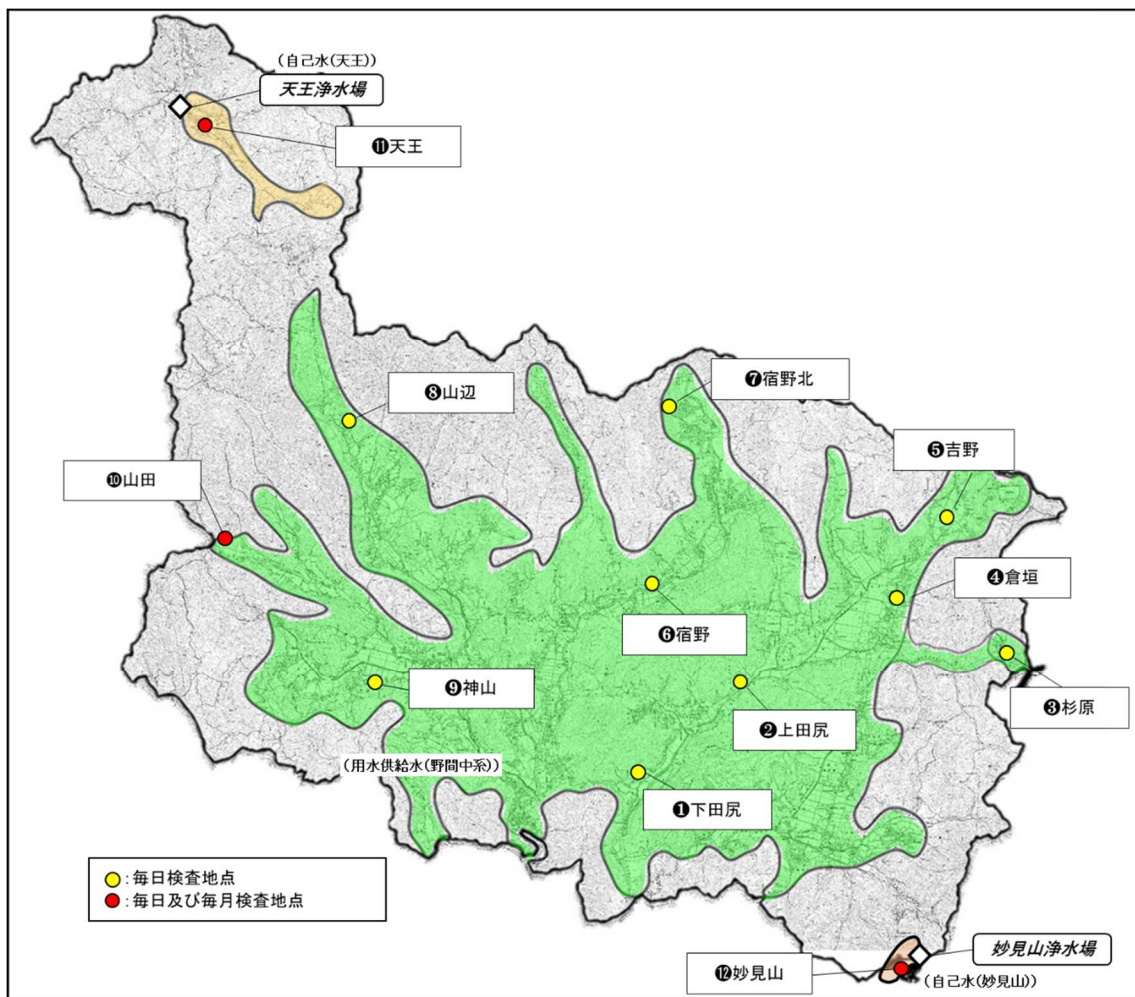 (自己水(天王))
天王浄水場
⓫天王
❽山辺
❼宿野北
❺吉野
❿山田
❹倉垣
❻宿野
❾神山
❷上田尻
❸杉原
(用水供給水(野間中系))
❶下田尻
:毎日検査地点
:毎日及び毎月検査地点
妙見山浄水場
⓬妙見山
(自己水(妙見山))